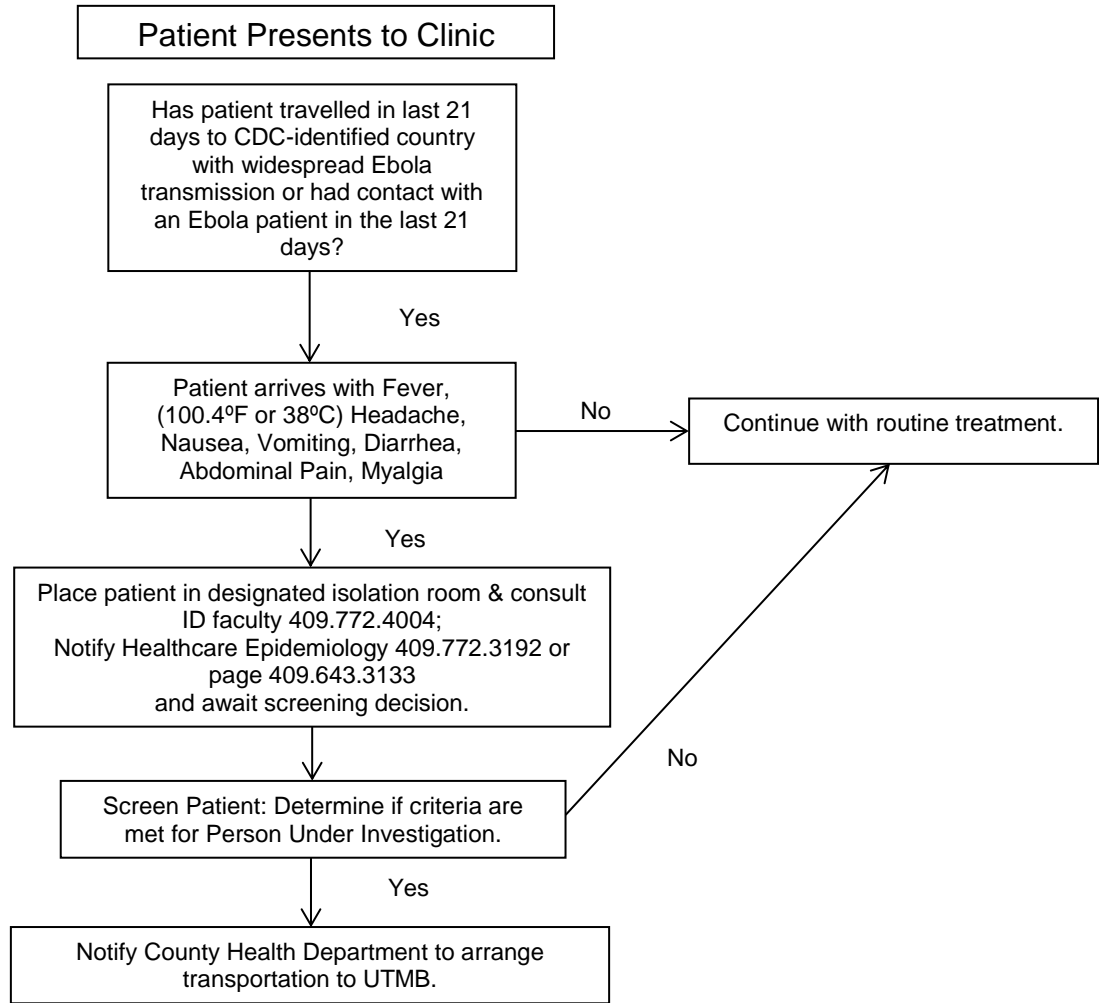 Patient Presents to Clinic
Has patient travelled in last 21
days to CDC-identified country
with widespread Ebola
transmission or had contact with
an Ebola patient in the last 21
days?
Yes
Patient arrives with Fever,
(100.4ºF or 38ºC) Headache,
Nausea, Vomiting, Diarrhea,
Abdominal Pain, Myalgia
No
Continue with routine treatment.
Yes
Place patient in designated isolation room & consult
ID faculty 409.772.4004;
Notify Healthcare Epidemiology 409.772.3192 or
page 409.643.3133
and await screening decision.
No
Screen Patient: Determine if criteria are
met for Person Under Investigation.
Yes
Notify County Health Department to arrange
transportation to UTMB.